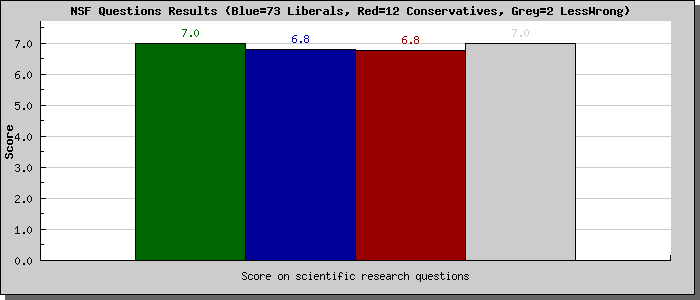 NSF Questions Results (Blue=73 Liberals, Red=12 Conservatives, Grey=2 LessWrong)
7.0 6.8 6.8 7.0
7.0
6.0
5.0
4.0
3.0
2.0
1.0
0.0
Score
Score on scientific research questions